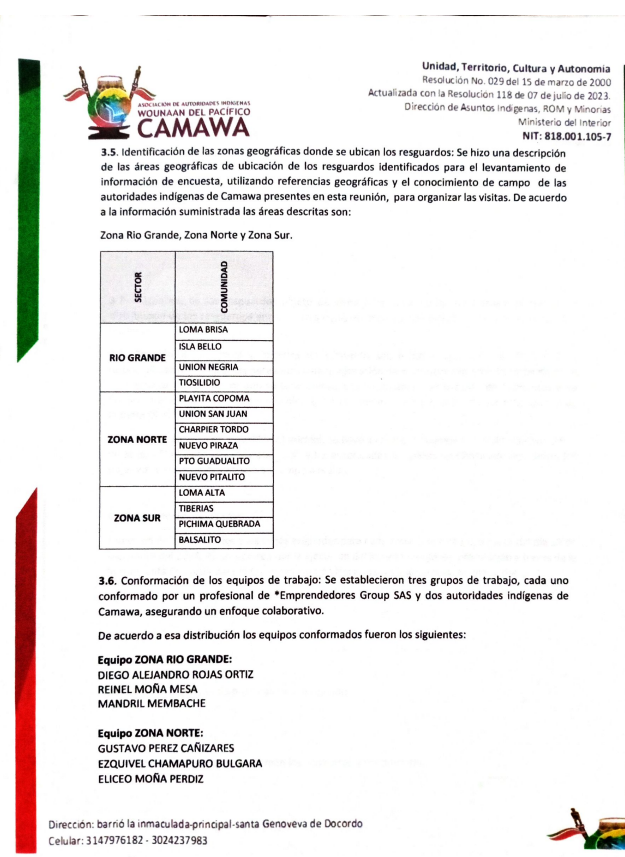 Unidad, Territorio, Cultura y Autonomia
Resolución No. 029 del 15 de marzo de 2000
Actualizada con la Resolución 118 de 07 de julio de 2023.
Dirección de Asuntos Indígenas, ROM y Minorias
Ministerio del Interior
NIT: 818.001.105-7
ASOCIACIÓN DE AUTORIDADES INDIGENAS
WOUNAAN DEL PACÍFICO
CAMAWA
3.5. Identificación de las zonas geográficas donde se ubican los resguardos: Se hizo una descripción
de las áreas geográficas de ubicación de los resguardos identificados para el levantamiento de
información de encuesta, utilizando referencias geográficas y el conocimiento de campo de las
autoridades indígenas de Camawa presentes en esta reunión, para organizar las visitas. De acuerdo
a la información suministrada las áreas descritas son:
Zona Rio Grande, Zona Norte y Zona Sur.
SECTOR
COMUNIDAD
RIO GRANDE
LOMA BRISA
ISLA BELLO
UNION NEGRIA
TIOSILIDIO
ZONA NORTE
PLAYITA COPOMA
UNION SAN JUAN
CHARPIER TORDO
NUEVO PIRAZA
PTO GUADUALITO
NUEVO PITALITO
ZONA SUR
LOMA ALTA
TIBERIAS
PICHIMA QUEBRADA
BALSALITO
3.6. Conformación de los equipos de trabajo: Se establecieron tres grupos de trabajo, cada uno
conformado por un profesional de *Emprendedores Group SAS y dos autoridades indígenas de
Camawa, asegurando un enfoque colaborativo.
De acuerdo a esa distribución los equipos conformados fueron los siguientes:
Equipo ZONA RIO GRANDE:
DIEGO ALEJANDRO ROJAS ORTIZ
REINEL MOÑA MESA
MANDRIL MEMBACHE
Equipo ZONA NORTE:
GUSTAVO PEREZ CAÑIZARES
EZQUIVEL CHAMAPURO BULGARA
ELICEO MOÑA PERDIZ
Dirección: barrió la inmaculada-principal-santa Genoveva de Docordo
Celular: 3147976182 - 3024237983